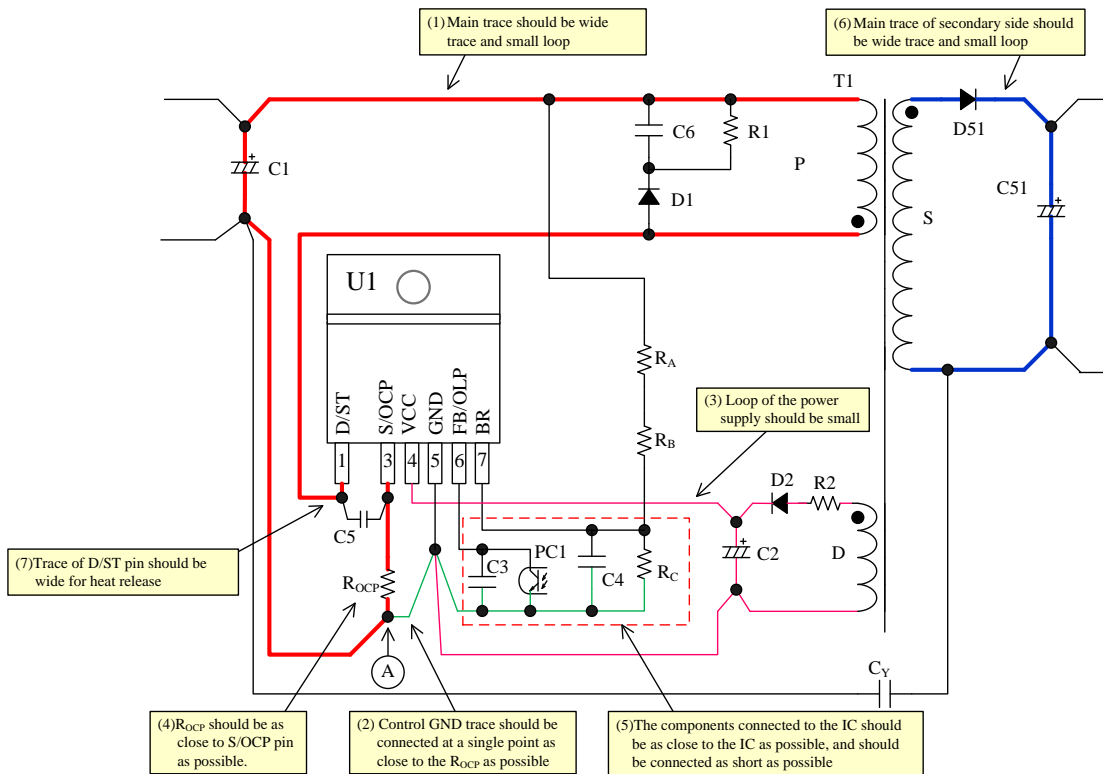 (1) Main trace should be wide
trace and small loop
(6) Main trace of secondary side should
be wide trace and small loop
T1
C1
C6
R1
P
D1
D51
S
C51
U1
D/ST
S/OCP
VCC
GND
FB/OLP
BR
1
3
4
5
6
7
RA
RB
(3) Loop of the power
supply should be small
D2
R2
C5
(7)Trace of D/ST pin should be
wide for heat release
ROCP
C3
PC1
C4
RC
C2
D
A
CY
(4)ROCP should be as
close to S/OCP pin
as possible.
(2) Control GND trace should be
connected at a single point as
close to the ROCP as possible
(5)The components connected to the IC should
be as close to the IC as possible, and should
be connected as short as possible